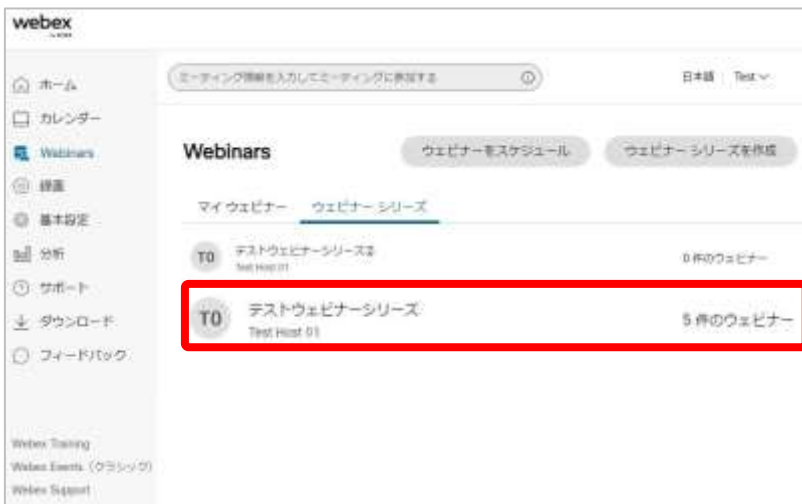 webex
ミーティング情報を入力してミーティングに参加する
日本語
Test
ホーム
カレンダー
Webinars
録画
基本設定
分析
サポート
ダウンロード
フィードバック
Webex Training
Webex Events（クラシック）
Webex Support
Webinars
ウェビナーをスケジュール
ウェビナー シリーズを作成
マイ ウェビナー
ウェビナー シリーズ
T0
テストウェビナーシリーズ2
Test Host 01
0 件のウェビナー
T0
テストウェビナーシリーズ
Test Host 01
5 件のウェビナー